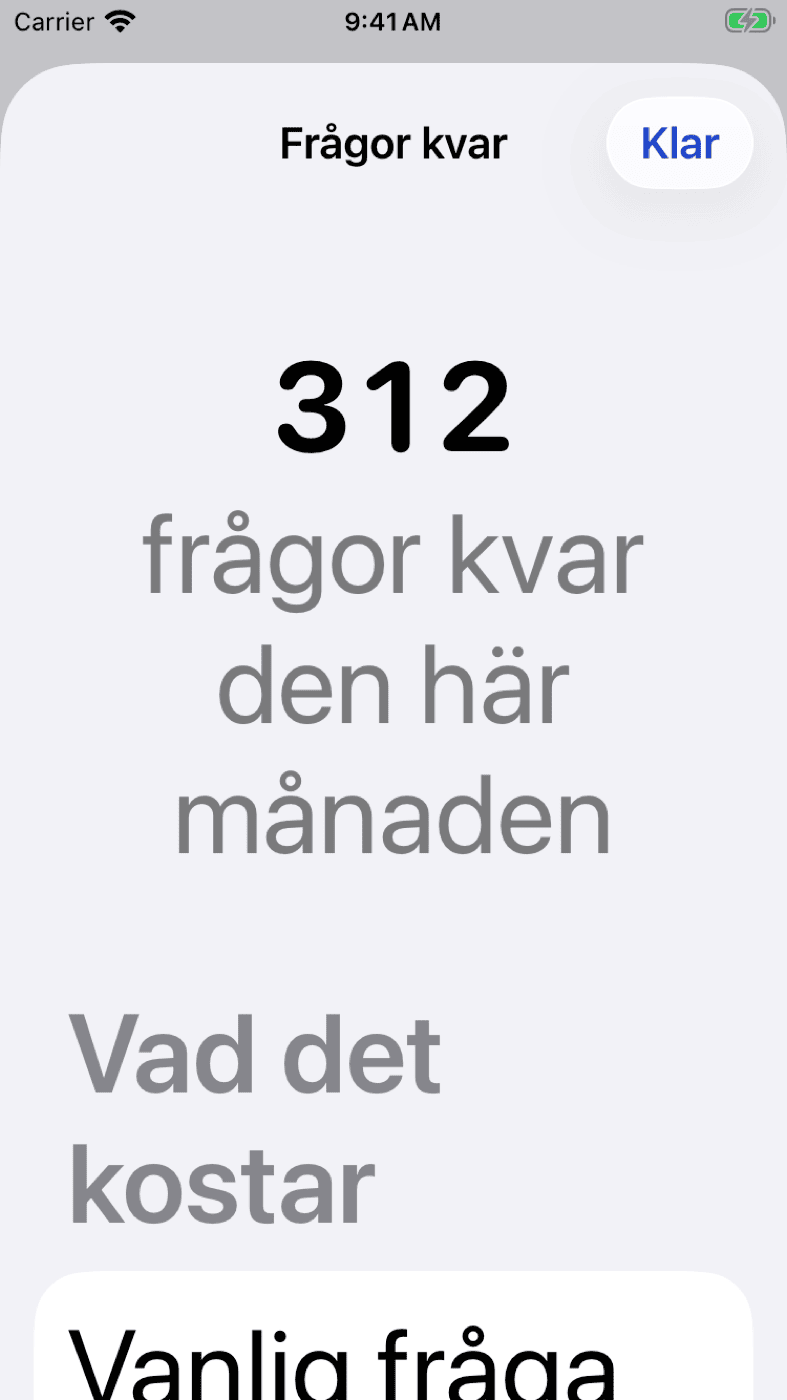 Carrier 9:41 AM
Frågor kvar Klar
312
frågor kvar
den här
månaden
Vad det
kostar
Vanlig fråga